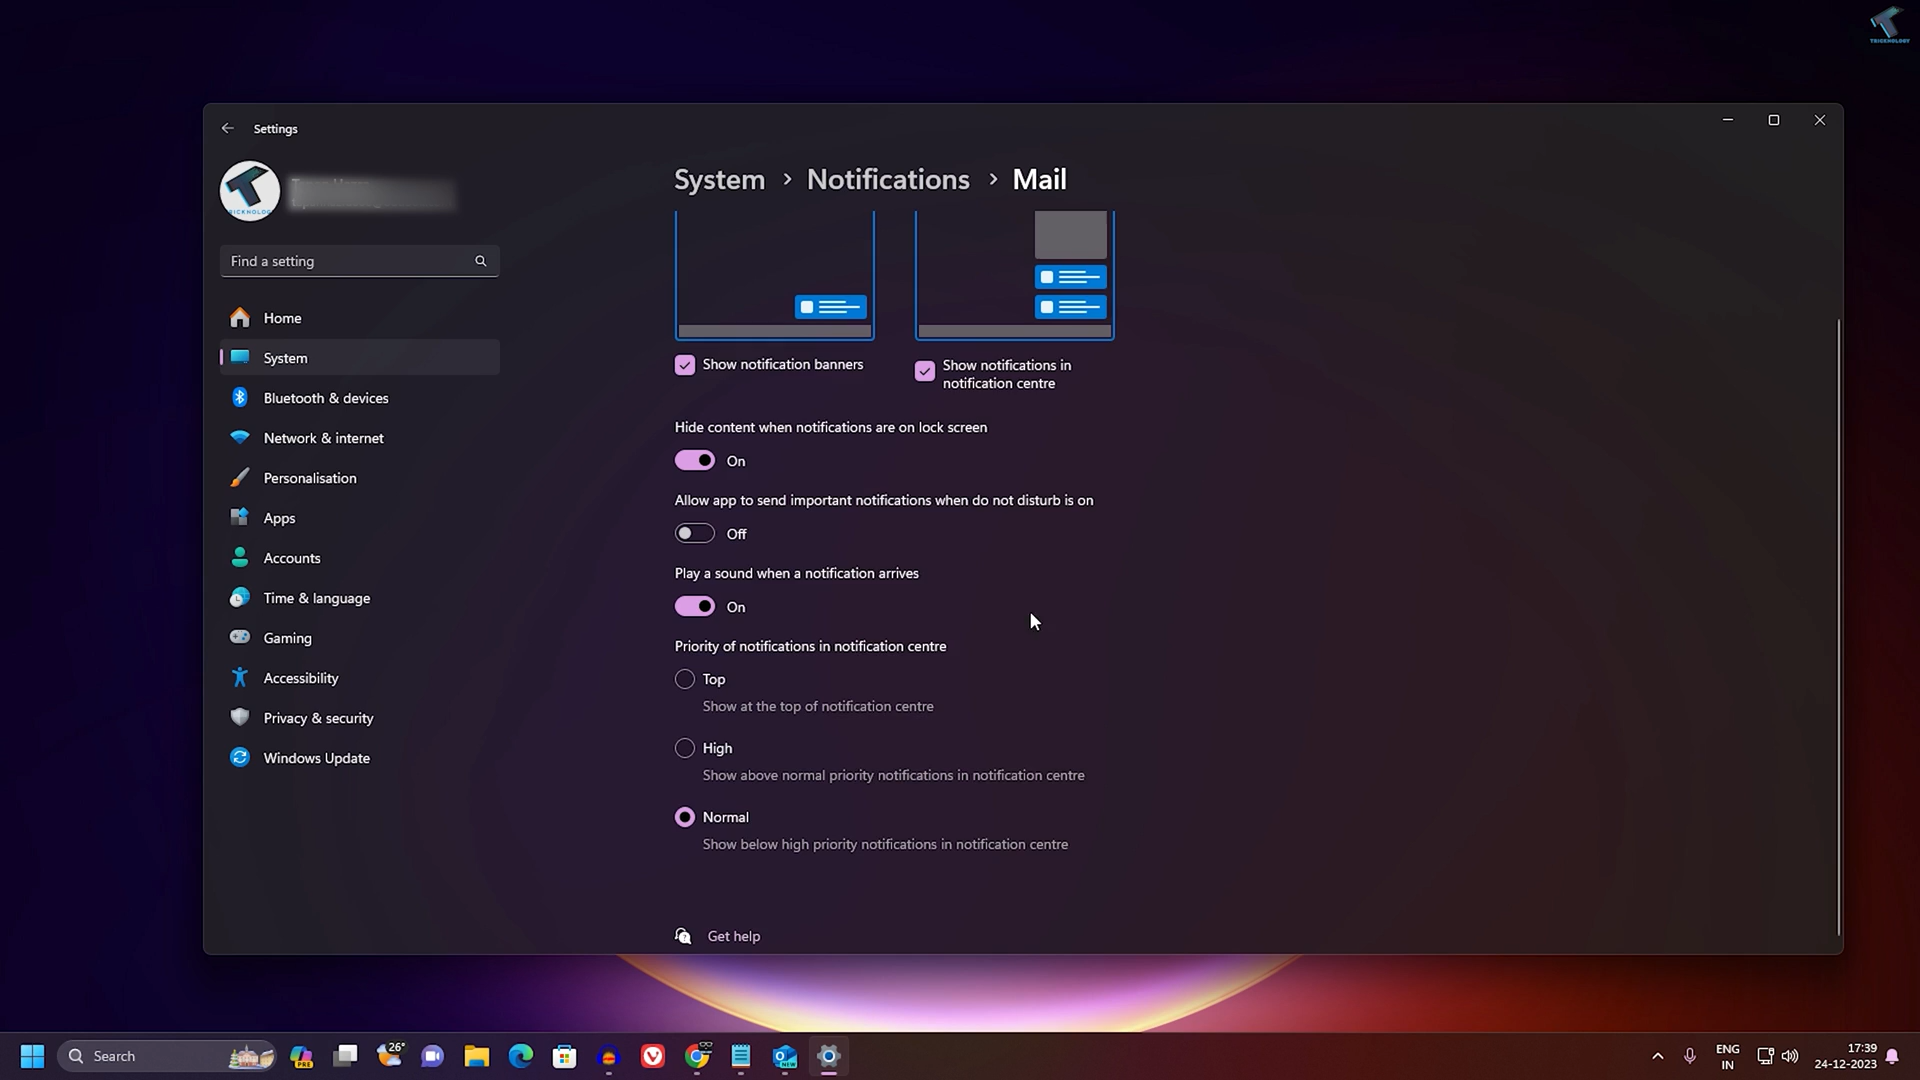 TRICKNOLOGY
Settings
TRICKNOLOGY
Find a setting
Home
System
Bluetooth & devices
Network & internet
Personalisation
Apps
Accounts
Time & language
Gaming
Accessibility
Privacy & security
Windows Update
System > Notifications > Mail
Show notification banners
Show notifications in
notification centre
Hide content when notifications are on lock screen
On
Allow app to send important notifications when do not disturb is on
Off
Play a sound when a notification arrives
On
Priority of notifications in notification centre
Top
Show at the top of notification centre
High
Show above normal priority notifications in notification centre
Normal
Show below high priority notifications in notification centre
Get help
Search
PRE
26°
NEW
ENG
IN
17:39
24-12-2023